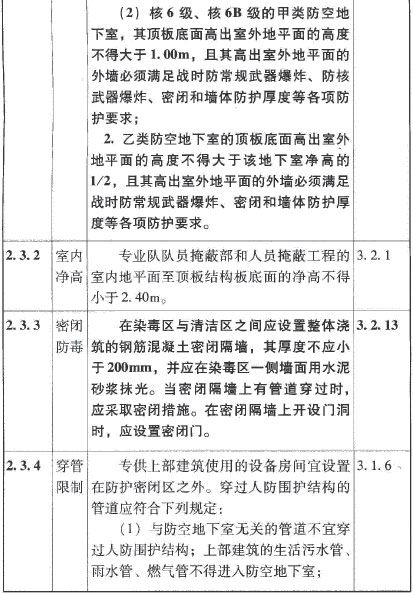 (2) 核 6 级、核 6B 级的甲类防空地
下室，其顶板底面高出室外地平面的高度
不得大于 1.00m，且其高出室外地平面的
外墙必须满足战时防常规武器爆炸、防核
武器爆炸、密闭和墙体防护厚度等各项防
护要求；
2. 乙类防空地下室的顶板底面高出室外
地平面的高度不得大于该地下室净高的
1/2，且其高出室外地平面的外墙必须满足
战时防常规武器爆炸、密闭和墙体防护厚
度等各项防护要求。
2.3.2 室内 专业队队员掩蔽部和人员掩蔽工程的 3.2.1
净高 室内地平面至顶板结构板底面的净高不得
小于 2.40m。
2.3.3 密闭 在染毒区与清洁区之间应设置整体浇 3.2.13
防毒 筑的钢筋混凝土密闭隔墙，其厚度不应小
于 200mm，并应在染毒区一侧墙面用水泥
砂浆抹光。当密闭隔墙上有管道穿过时，
应采取密闭措施。在密闭隔墙上开设门洞
时，应设置密闭门。
2.3.4 穿管 专供上部建筑使用的设备房间宜设置 3.1.6
限制 在防护密闭区之外。穿过人防围护结构的
管道应符合下列规定：
(1) 与防空地下室无关的管道不宜穿
过人防围护结构；上部建筑的生活污水管、
雨水管、燃气管不得进入防空地下室；